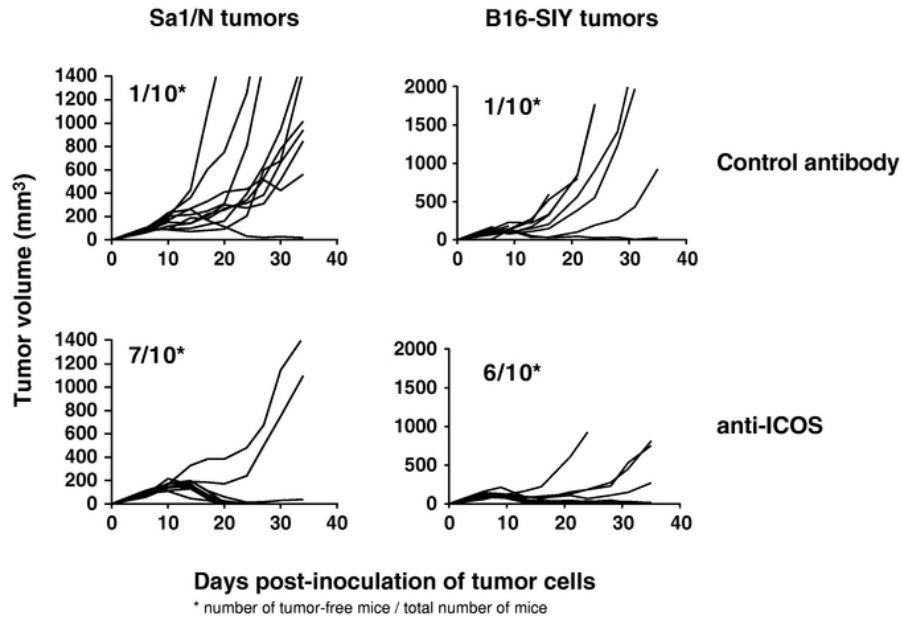 Sa1/N tumors
B16-SIY tumors
Tumor volume (mm³)
1400
1200
1000
800
600
400
200
0
0 10 20 30 40
1/10*
2000
1500
1000
500
0
0 10 20 30 40
1/10*
Control antibody
1400
1200
1000
800
600
400
200
0
0 10 20 30 40
7/10*
2000
1500
1000
500
0
0 10 20 30 40
6/10*
anti-ICOS
Days post-inoculation of tumor cells
* number of tumor-free mice / total number of mice